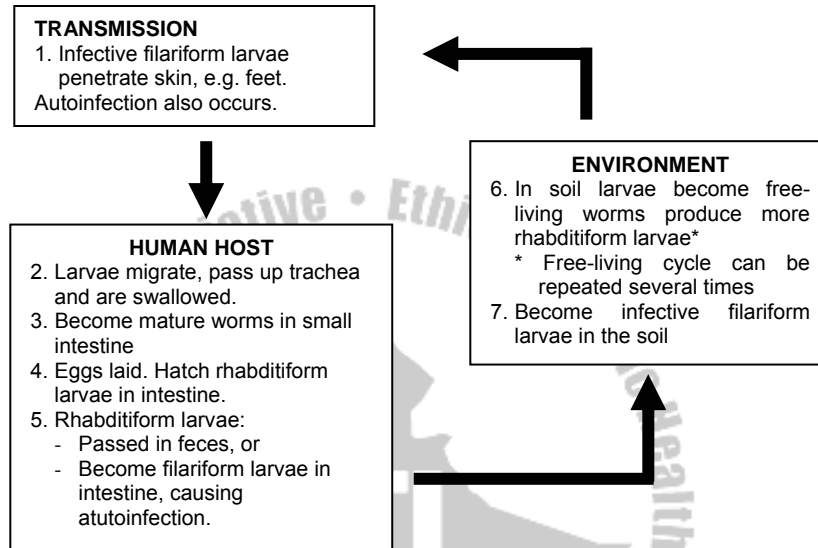 TRANSMISSION
1. Infective filariform larvae
penetrate skin, e.g. feet.
Autoinfection also occurs.
HUMAN HOST
2. Larvae migrate, pass up trachea
and are swallowed.
3. Become mature worms in small
intestine
4. Eggs laid. Hatch rhabditiform
larvae in intestine.
5. Rhabditiform larvae:
- Passed in feces, or
- Become filariform larvae in
intestine, causing
atutoinfection.
ENVIRONMENT
6. In soil larvae become free-
living worms produce more
rhabditiform larvae*
* Free-living cycle can be
repeated several times
7. Become infective filariform
larvae in the soil